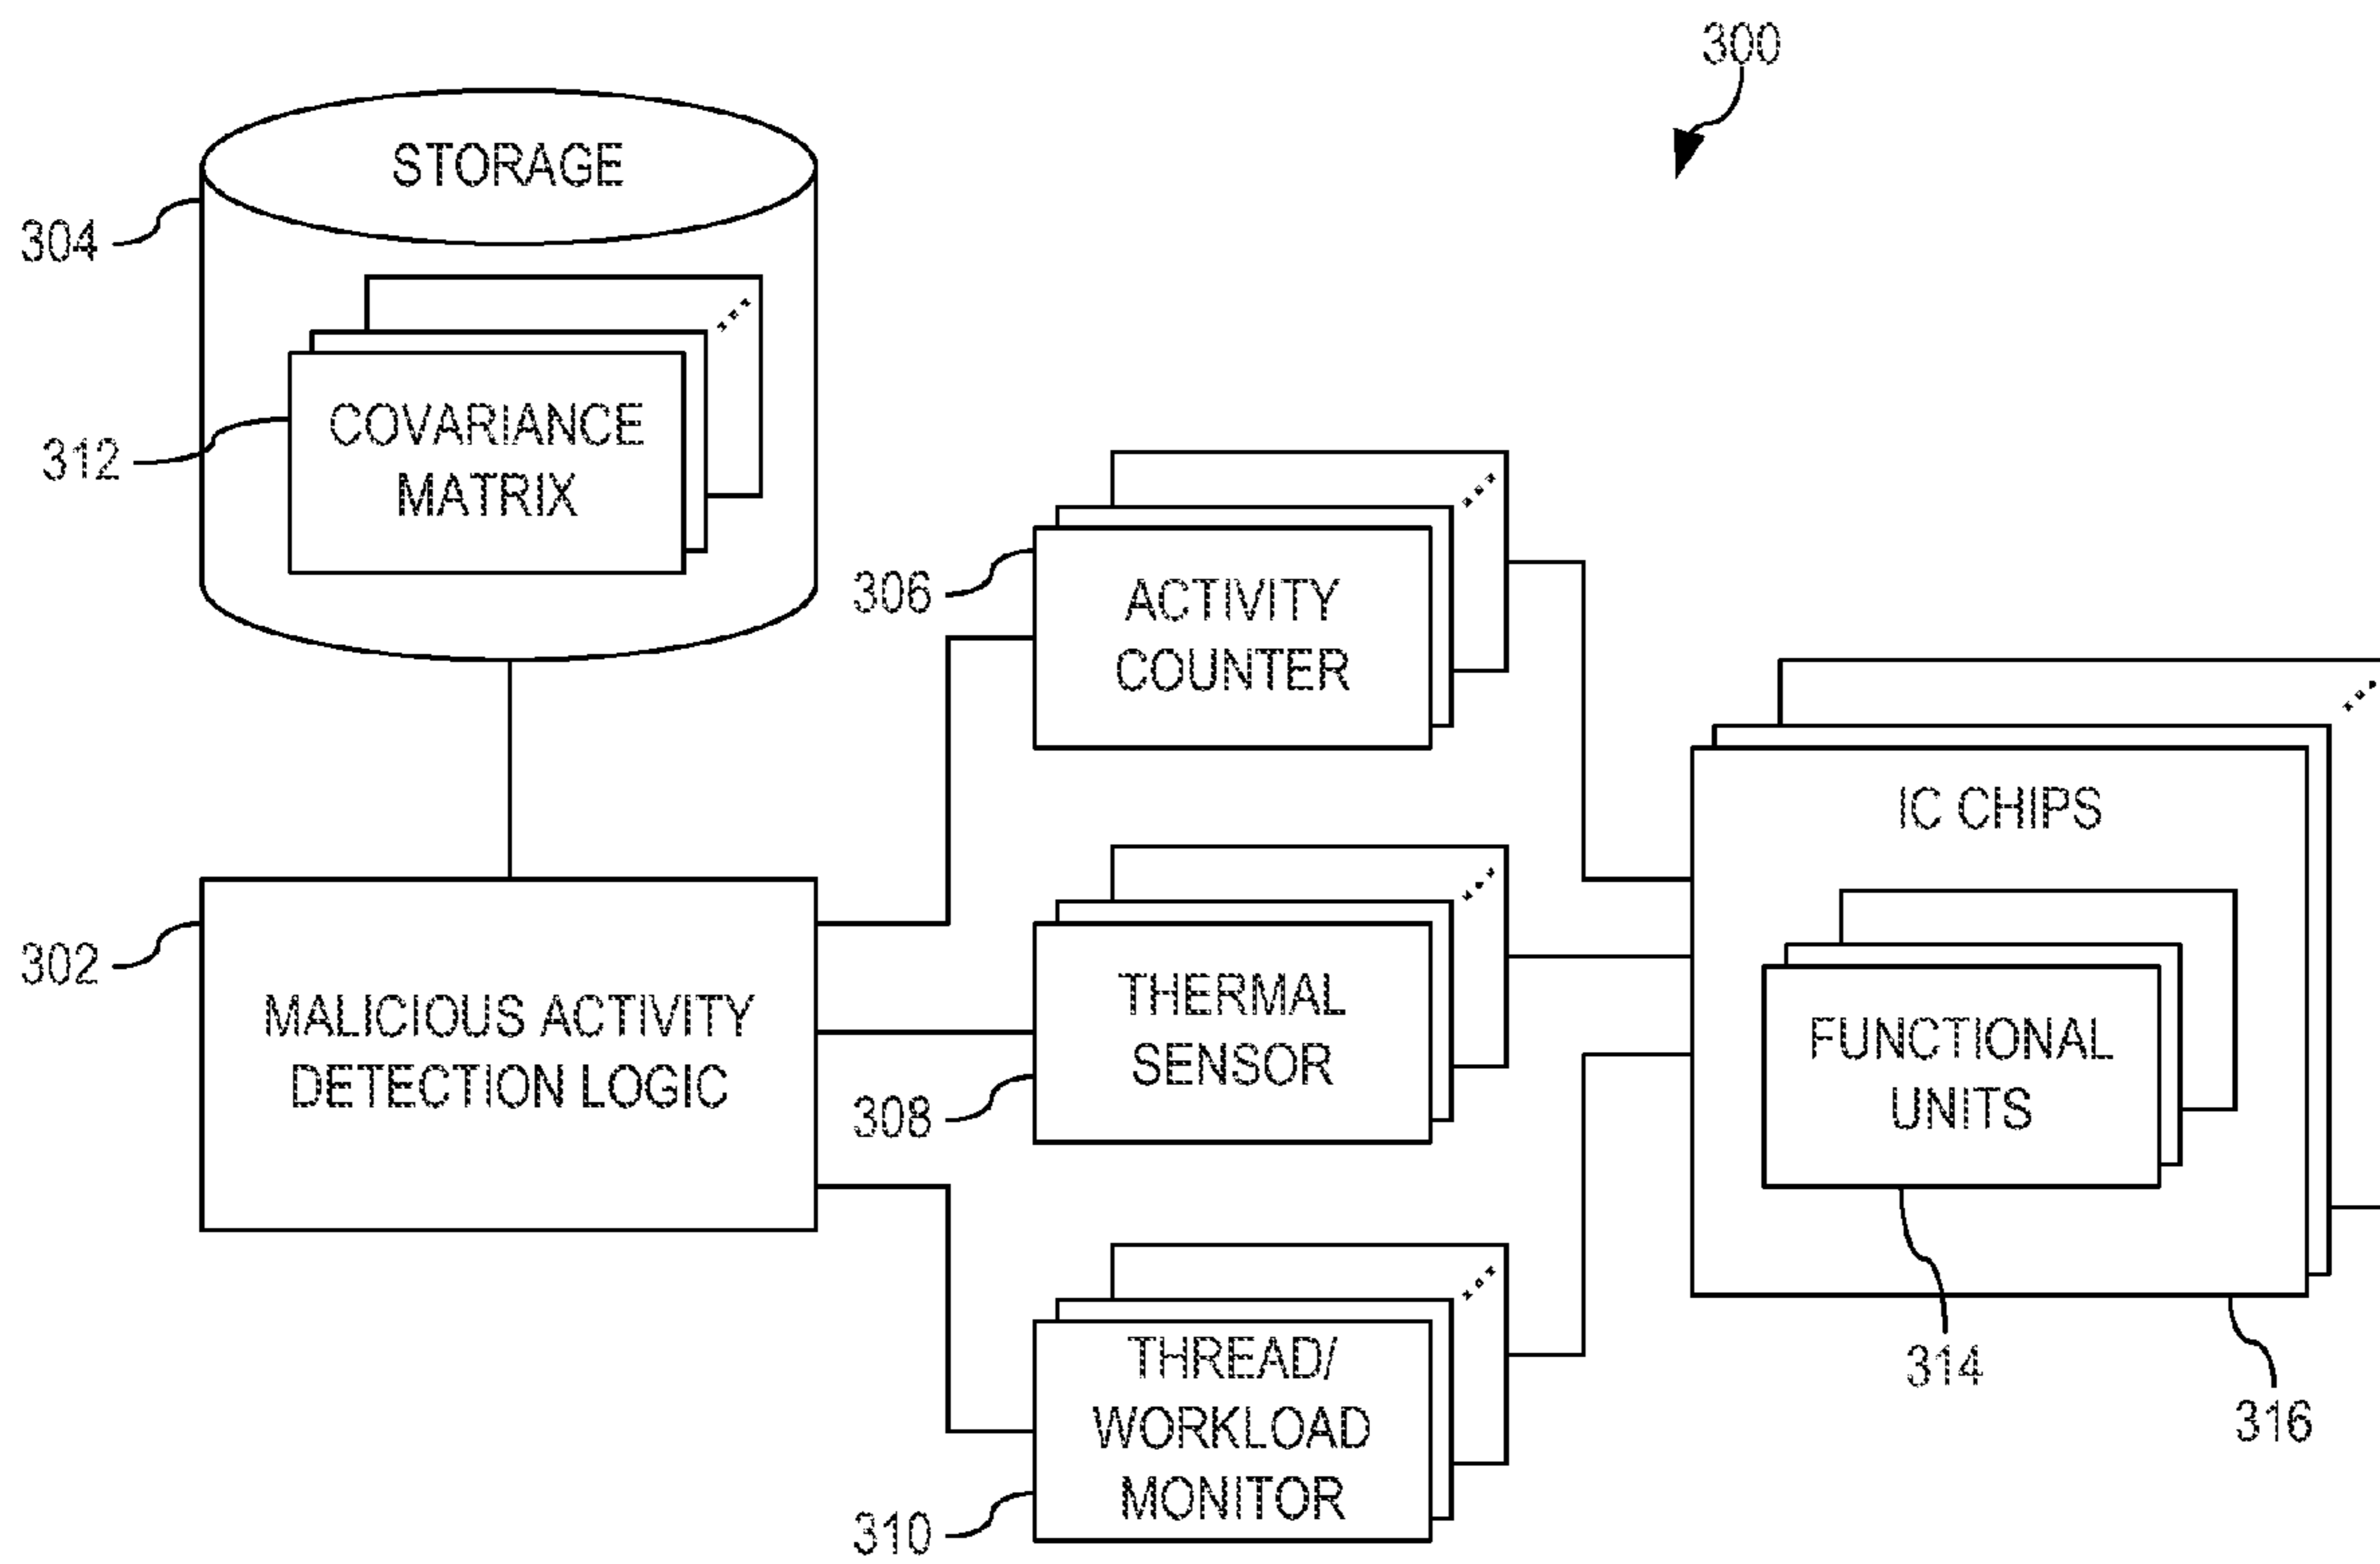 300
STORAGE
304
COVARIANCE
MATRIX
312
306
ACTIVITY
COUNTER
IC CHIPS
302
MALICIOUS ACTIVITY
DETECTION LOGIC
THERMAL
SENSOR
308
FUNCTIONAL
UNITS
314
316
THREAD/
WORKLOAD
MONITOR
310